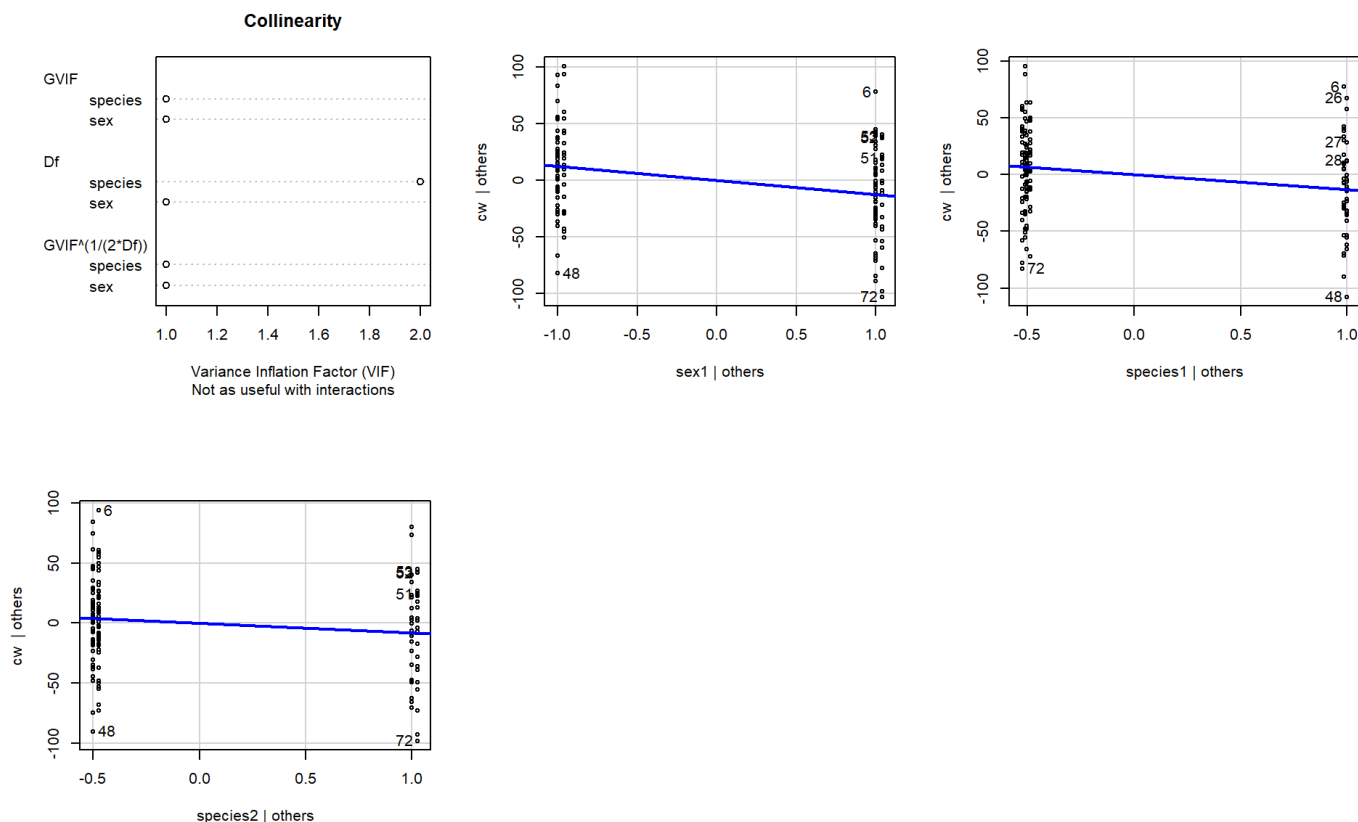 Collinearity
GVIF
species
sex
Df
species
sex
GVIF^(1/(2*Df))
species
sex
1.0 1.2 1.4 1.6 1.8 2.0
Variance Inflation Factor (VIF)
Not as useful with interactions
100
50
0
-50
-100
cw | others
6
53
51
48
72
-1.0 -0.5 0.0 0.5 1.0
sex1 | others
100
50
0
-50
-100
cw | others
6
26
27
28
72
48
-0.5 0.0 0.5 1.0
species1 | others
100
50
0
-50
-100
cw | others
6
53
51
48
72
-0.5 0.0 0.5 1.0
species2 | others